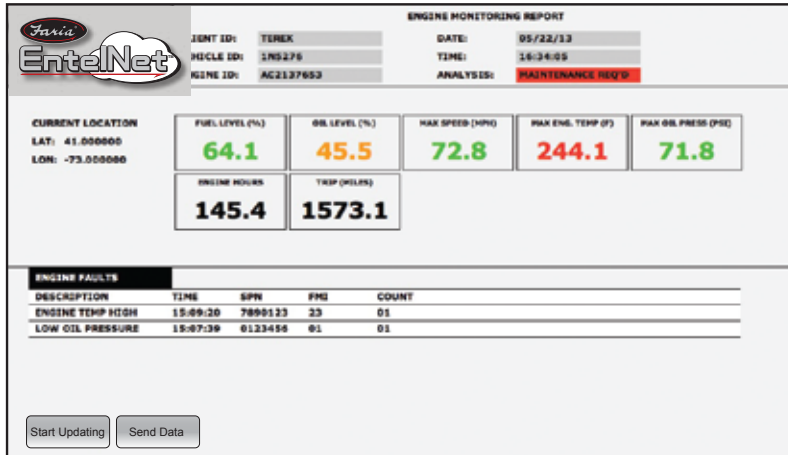 Faria
EntelNet™
ENGINE MONITORING REPORT
IENT ID: TEREX DATE: 05/22/13
HICLE ID: 1N5276 TIME: 16:34:05
GINE ID: AC2137653 ANALYSIS: MAINTENANCE REQ'D
CURRENT LOCATION
LAT: 41.000000
LON: -73.000000
FUEL LEVEL (%) OIL LEVEL (%) MAX SPEED (MPH) MAX ENG. TEMP (F) MAX OIL PRESS (PSI)
64.1 45.5 72.8 244.1 71.8
ENGINE HOURS TRIP (MILES)
145.4 1573.1
ENGINE FAULTS
DESCRIPTION TIME SPN FMI COUNT
ENGINE TEMP HIGH 15:09:20 7890123 23 01
LOW OIL PRESSURE 15:07:39 0123456 01 01
Start Updating Send Data